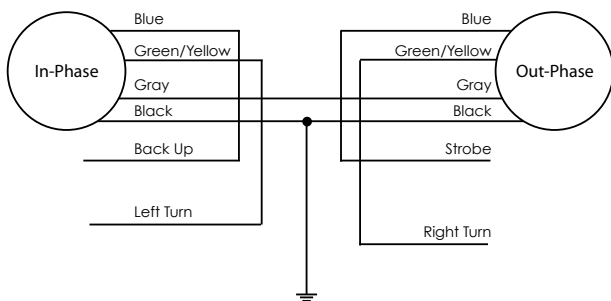 Blue
Blue
Green/Yellow
Green/Yellow
In-Phase
Out-Phase
Gray
Gray
Black
Black
Back Up
Strobe
Left Turn
Right Turn